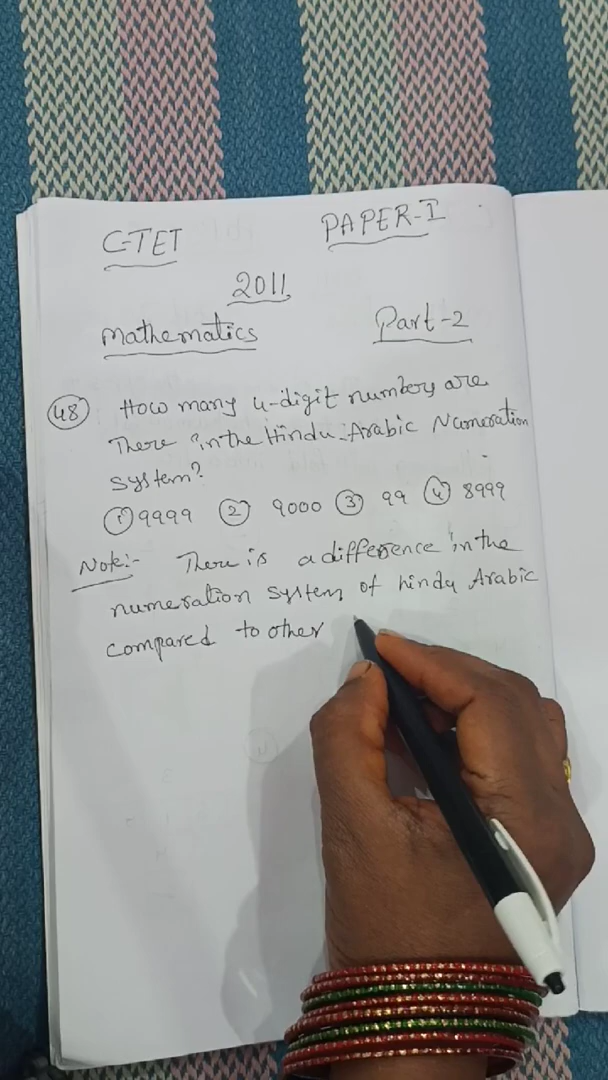 C-TET PAPER-I
2011
Mathematics Part-2
48 How many 4-digit numbers are
There in the Hindu-Arabic Numeration
system?
① 9999 ② 9000 ③ 99 ④ 8999
Note:- There is a difference in the
numeration system of hindu Arabic
compared to other